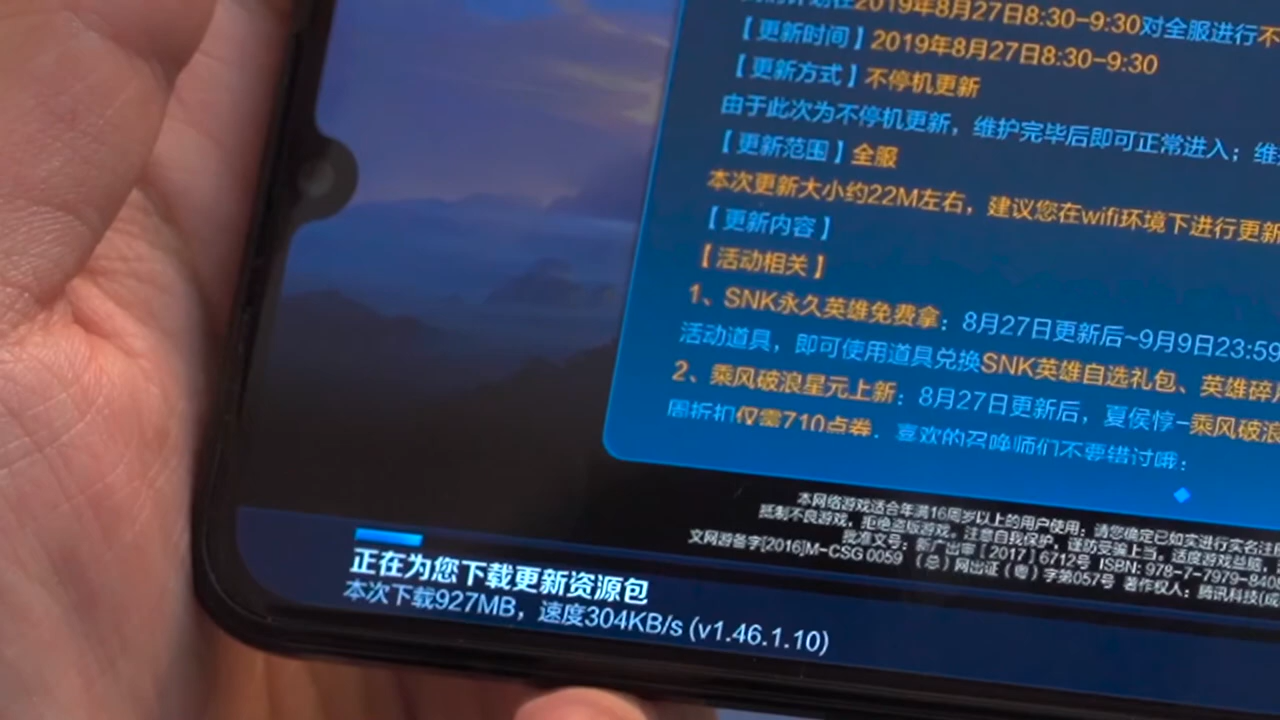 在2019年8月27日8:30-9:30对全服进行不
【更新时间】2019年8月27日8:30-9:30
【更新方式】不停机更新
由于此次为不停机更新，维护完毕后即可正常进入；维
【更新范围】全服
本次更新大小约22M左右，建议您在wifi环境下进行更新
【更新内容】
【活动相关】
1、SNK永久英雄免费拿：8月27日更新后~9月9日23:59
活动道具，即可使用道具兑换SNK英雄自选礼包、英雄碎
2、乘风破浪星元上新：8月27日更新后，夏侯惇-乘风破浪
周折扣仅需710点券，喜欢的召唤师们不要错过哦；
本网络游戏适合年满16周岁以上的用户使用；请您确定已如实进行实名注
抵制不良游戏，拒绝盗版游戏。注意自我保护，谨防受骗上当。适度游戏益脑，
批准文号：新广出审［2017］6712号 ISBN: 978-7-7979-840
文网游备字[2016]M-CSG 0059 （总）网出证（粤）字第057号 著作权人：腾讯科技(成
正在为您下载更新资源包
本次下载927MB，速度304KB/s (v1.46.1.10)